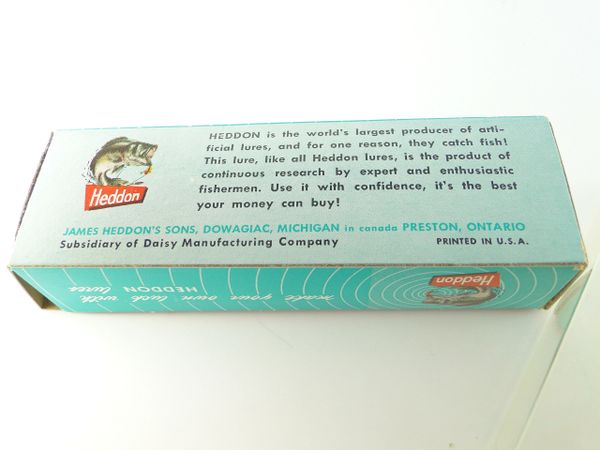 HEDDON is the world's largest producer of arti-
ficial lures, and for one reason, they catch fish!
This lure, like all Heddon lures, is the product of
continuous research by expert and enthusiastic
fishermen. Use it with confidence, it's the best
your money can buy!
Heddon
JAMES HEDDON'S SONS, DOWAGIAC, MICHIGAN in canada PRESTON, ONTARIO
Subsidiary of Daisy Manufacturing Company
PRINTED IN U.S.A.
Heddon
make your own luck with
HEDDON lures